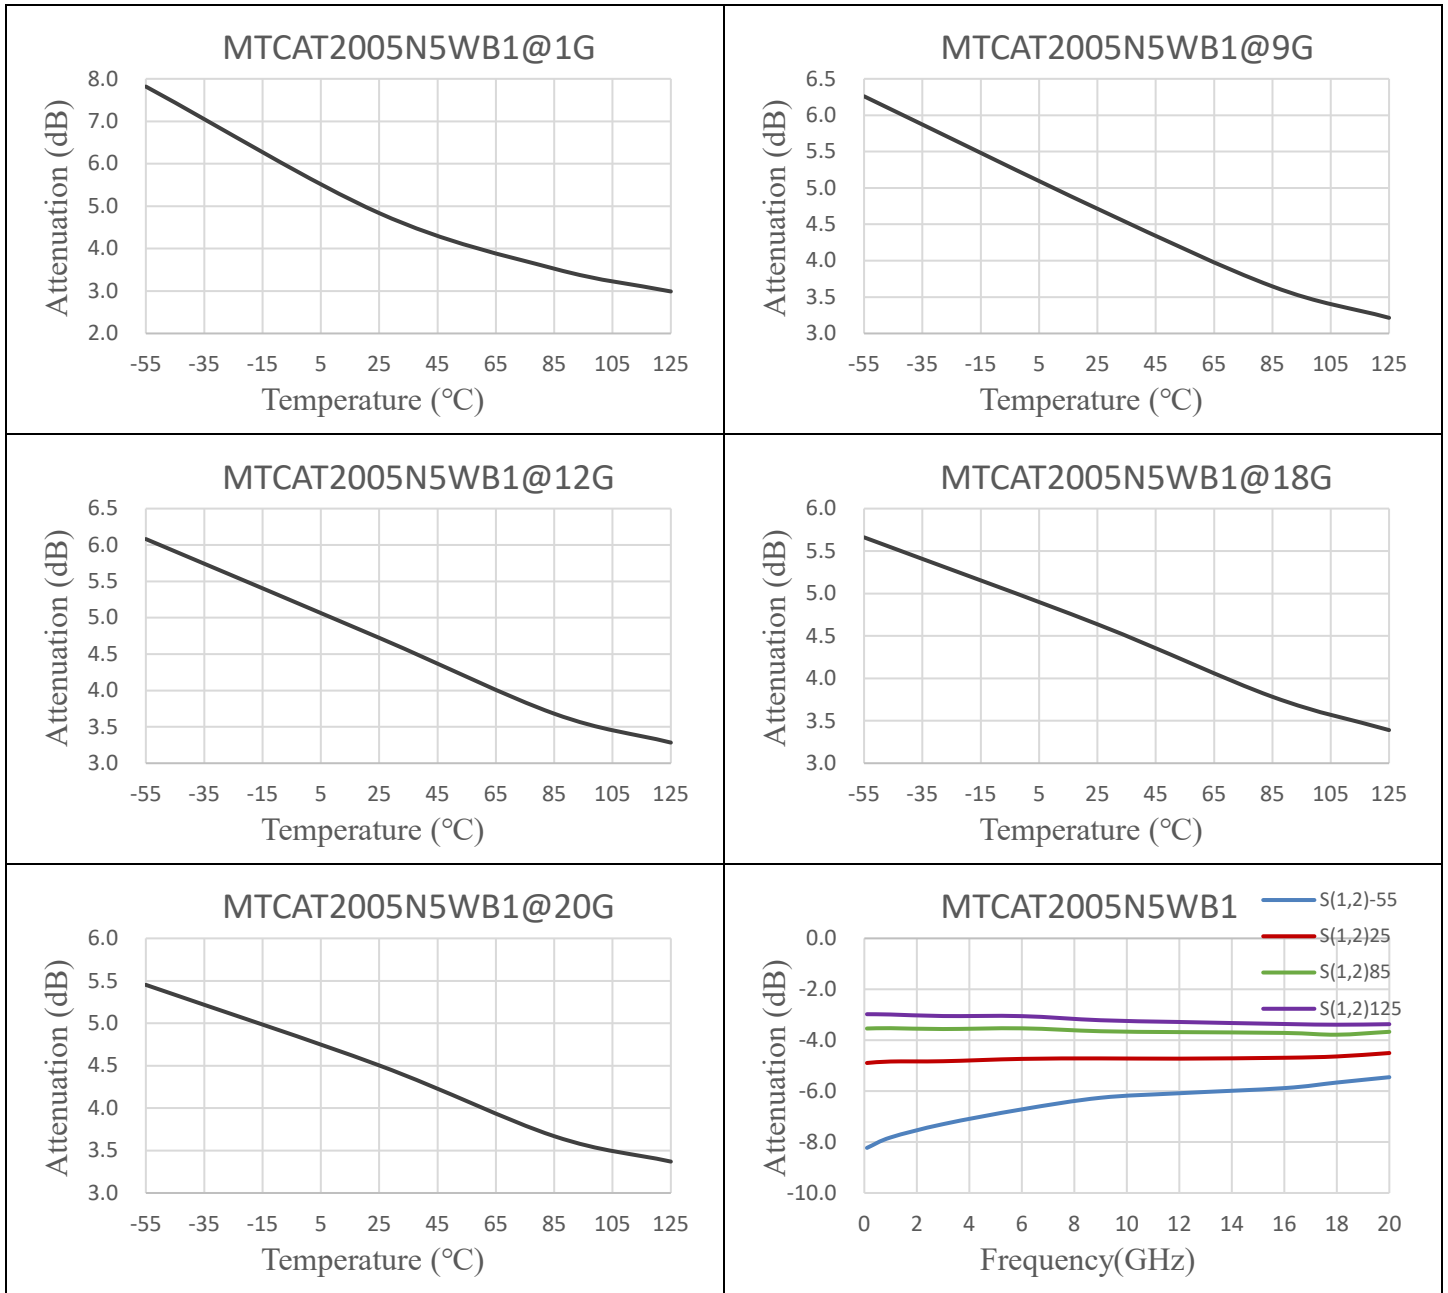 MTCAT2005N5WB1@1G
Attenuation (dB)
8.0
7.0
6.0
5.0
4.0
3.0
2.0
-55 -35 -15 5 25 45 65 85 105 125
Temperature (℃)
MTCAT2005N5WB1@9G
Attenuation (dB)
6.5
6.0
5.5
5.0
4.5
4.0
3.5
3.0
-55 -35 -15 5 25 45 65 85 105 125
Temperature (℃)
MTCAT2005N5WB1@12G
Attenuation (dB)
6.5
6.0
5.5
5.0
4.5
4.0
3.5
3.0
-55 -35 -15 5 25 45 65 85 105 125
Temperature (℃)
MTCAT2005N5WB1@18G
Attenuation (dB)
6.0
5.5
5.0
4.5
4.0
3.5
3.0
-55 -35 -15 5 25 45 65 85 105 125
Temperature (℃)
MTCAT2005N5WB1@20G
Attenuation (dB)
6.0
5.5
5.0
4.5
4.0
3.5
3.0
-55 -35 -15 5 25 45 65 85 105 125
Temperature (℃)
MTCAT2005N5WB1
S(1,2)-55
S(1,2)25
S(1,2)85
S(1,2)125
Attenuation (dB)
0.0
-2.0
-4.0
-6.0
-8.0
-10.0
0 2 4 6 8 10 12 14 16 18 20
Frequency(GHz)